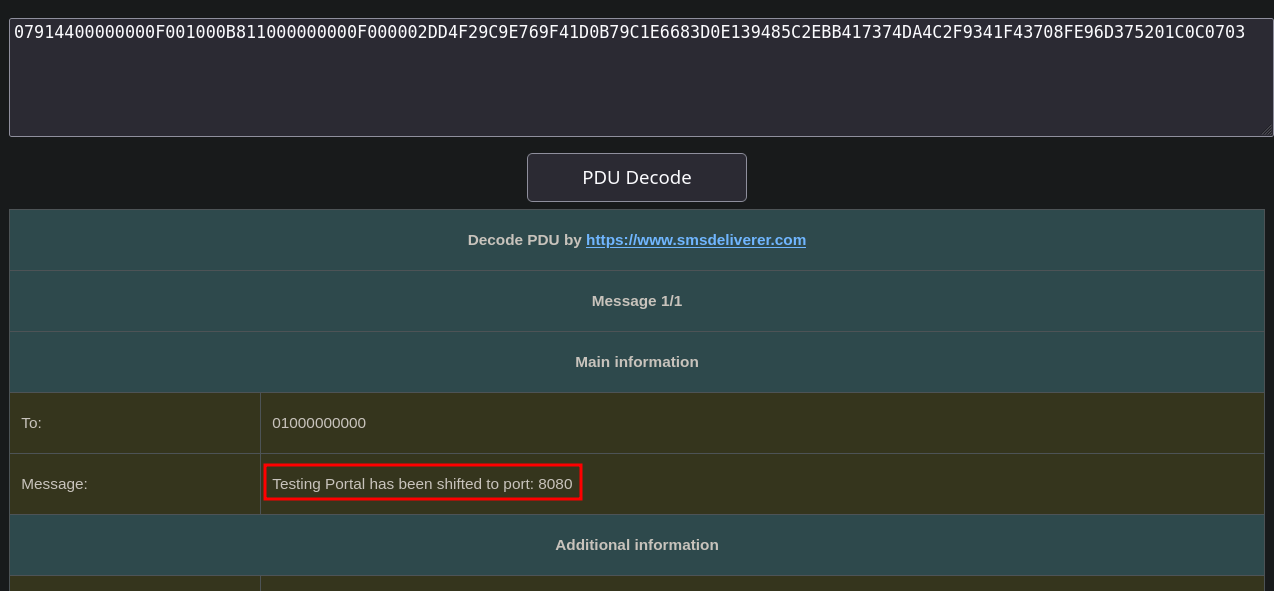 07914400000000F001000B811000000000F000002DD4F29C9E769F41D0B79C1E6683D0E139485C2EBB417374DA4C2F9341F43708FE96D375201C0C0703
PDU Decode
Decode PDU by https://www.smsdeliverer.com
Message 1/1
Main information
To: 01000000000
Message: Testing Portal has been shifted to port: 8080
Additional information